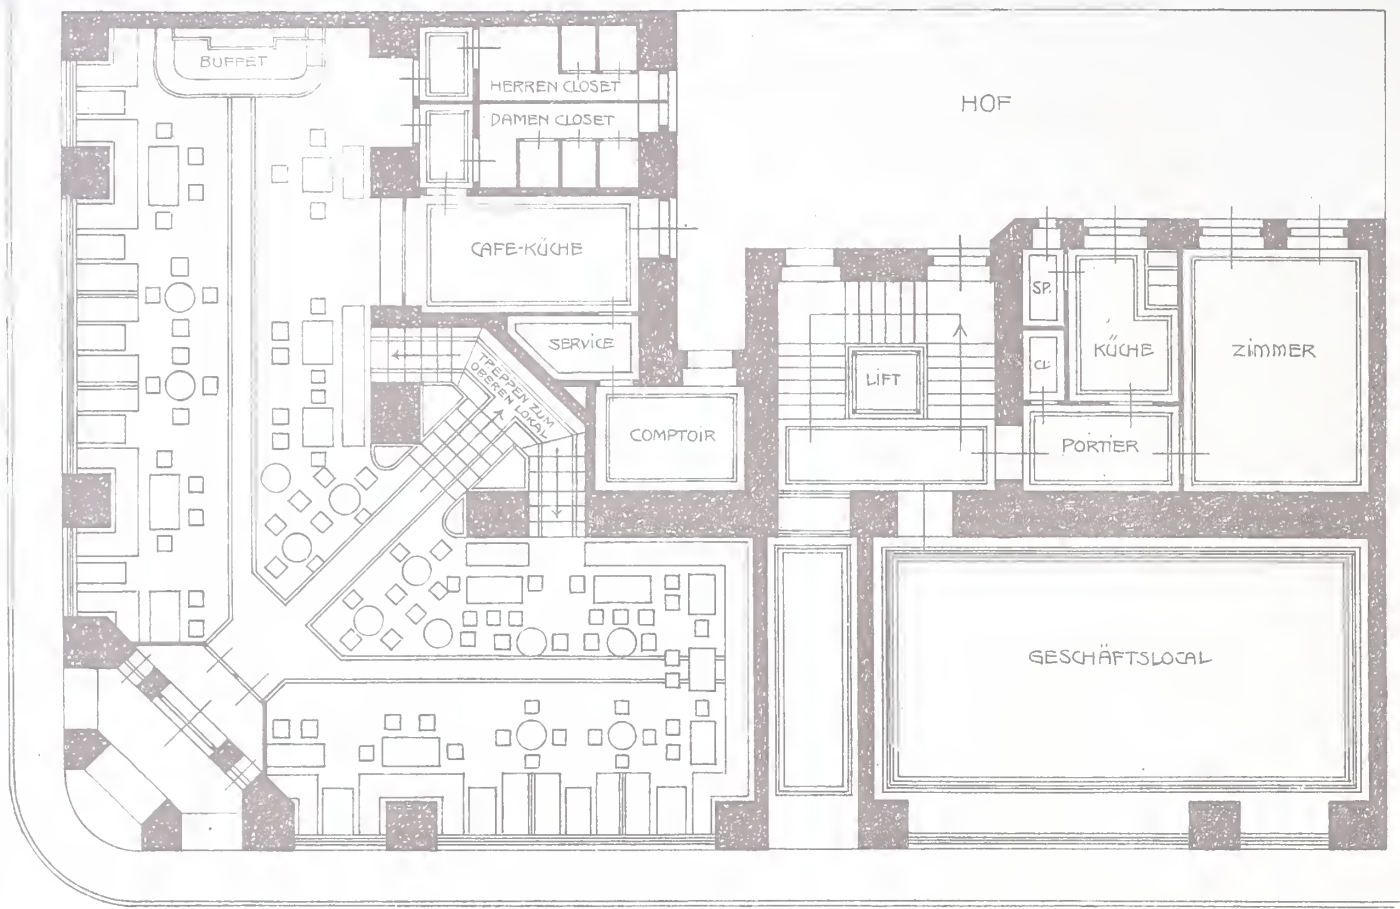 BUFFET
HERREN CLOSET
DAMEN CLOSET
HOF
CAFE-KÜCHE
SERVICE
TREPPEN ZUM
OBEREN LOKAL
COMPTOIR
LIFT
SP.
CL.
KÜCHE
ZIMMER
PORTIER
GESCHÄFTSLOCAL